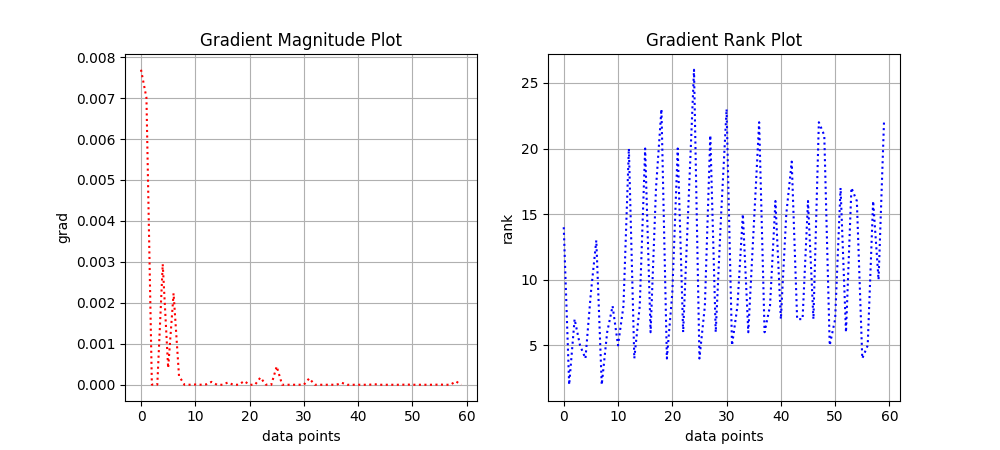 Gradient Magnitude Plot
0.008
0.007
0.006
0.005
0.004
0.003
0.002
0.001
0.000
grad
0 10 20 30 40 50 60
data points
Gradient Rank Plot
25
20
15
10
5
rank
0 10 20 30 40 50 60
data points